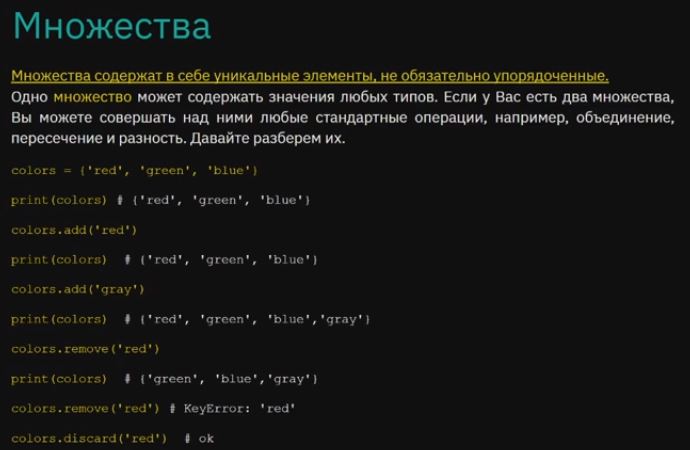 Множества
Множества содержат в себе уникальные элементы, не обязательно упорядоченные.
Одно множество может содержать значения любых типов. Если у Вас есть два множества,
Вы можете совершать над ними любые стандартные операции, например, объединение,
пересечение и разность. Давайте разберем их.
colors = {'red', 'green', 'blue'}
print(colors) # {'red', 'green', 'blue'}
colors.add('red')
print(colors)  # {'red', 'green', 'blue'}
colors.add('gray')
print(colors)  # {'red', 'green', 'blue','gray'}
colors.remove('red')
print(colors)  # {'green', 'blue','gray'}
colors.remove('red') # KeyError: 'red'
colors.discard('red')  # ok